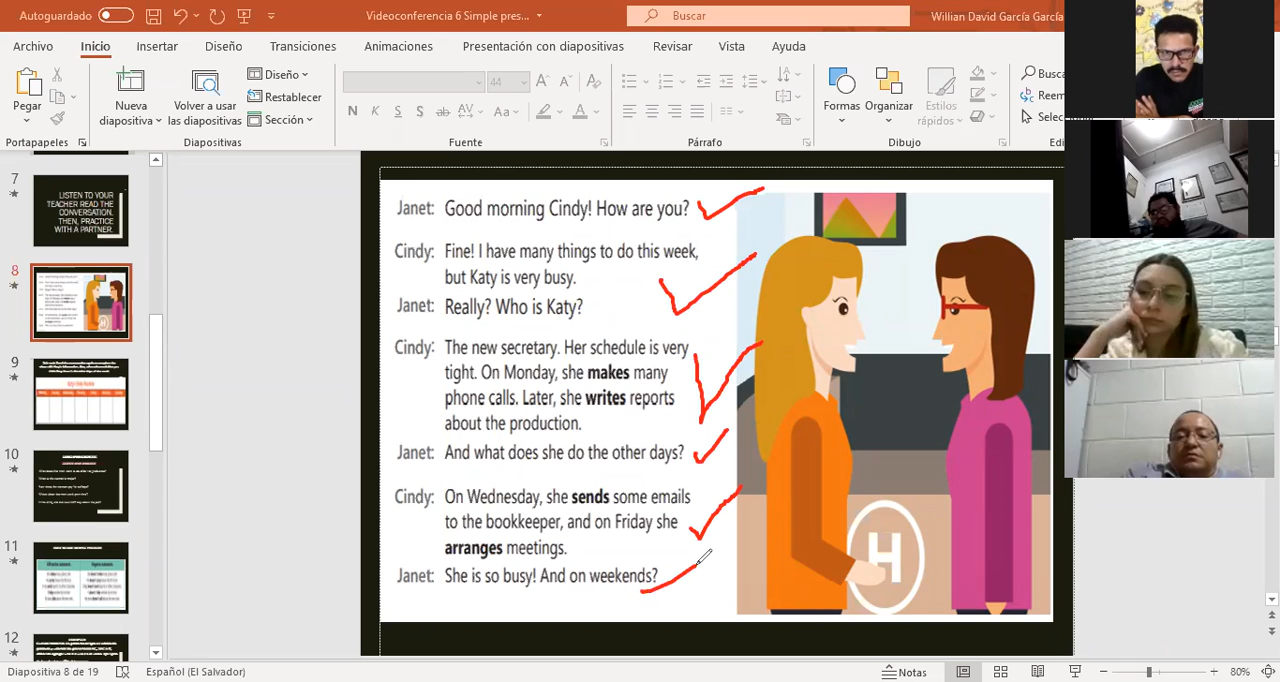 Autoguardado
Videoconferencia 6 Simple pres...
Buscar
Willian David García García
Archivo Inicio Insertar Diseño Transiciones Animaciones Presentación con diapositivas Revisar Vista Ayuda
Pegar
Nueva diapositiva
Volver a usar las diapositivas
Diseño
Restablecer
Sección
44
N K S S ab AV Aa A
Formas
Organizar
Estilos rápidos
Portapapeles Diapositivas Fuente Párrafo Dibujo
7
LISTEN TO YOUR
TEACHER READ THE
CONVERSATION.
THEN, PRACTICE
WITH A PARTNER.
8
9
10
11
12
Janet: Good morning Cindy! How are you?
Cindy: Fine! I have many things to do this week,
but Katy is very busy.
Janet: Really? Who is Katy?
Cindy: The new secretary. Her schedule is very
tight. On Monday, she makes many
phone calls. Later, she writes reports
about the production.
Janet: And what does she do the other days?
Cindy: On Wednesday, she sends some emails
to the bookkeeper, and on Friday she
arranges meetings.
Janet: She is so busy! And on weekends?
H
Diapositiva 8 de 19
Español (El Salvador)
Notas
80%